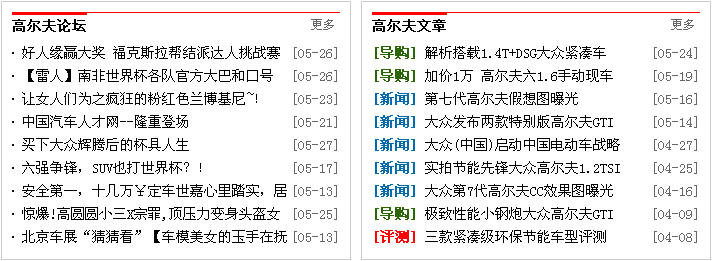 高尔夫论坛 更多
· 好人缘赢大奖 福克斯拉帮结派达人挑战赛 [05-26]
· 【雷人】南非世界杯各队官方大巴和口号 [05-26]
· 让女人们为之疯狂的粉红色兰博基尼~! [05-23]
· 中国汽车人才网--隆重登场 [05-21]
· 买下大众辉腾后的杯具人生 [05-27]
· 六强争锋，SUV也打世界杯？! [05-17]
· 安全第一，十几万￥定车世嘉心里踏实，居 [05-13]
· 惊爆!高圆圆小三X宗罪,顶压力变身头盔女 [05-25]
· 北京车展“猜猜看”【车模美女的玉手在抚 [05-13]
高尔夫文章 更多
[导购] 解析搭载1.4T+DSG大众紧凑车 [05-24]
[导购] 加价1万 高尔夫六1.6手动现车 [05-19]
[新闻] 第七代高尔夫假想图曝光 [05-16]
[新闻] 大众发布两款特别版高尔夫GTI [05-14]
[新闻] 大众(中国)启动中国电动车战略 [04-27]
[新闻] 实拍节能先锋大众高尔夫1.2TSI [04-25]
[新闻] 大众第7代高尔夫CC效果图曝光 [04-16]
[导购] 极致性能小钢炮大众高尔夫GTI [04-09]
[评测] 三款紧凑级环保节能车型评测 [04-08]